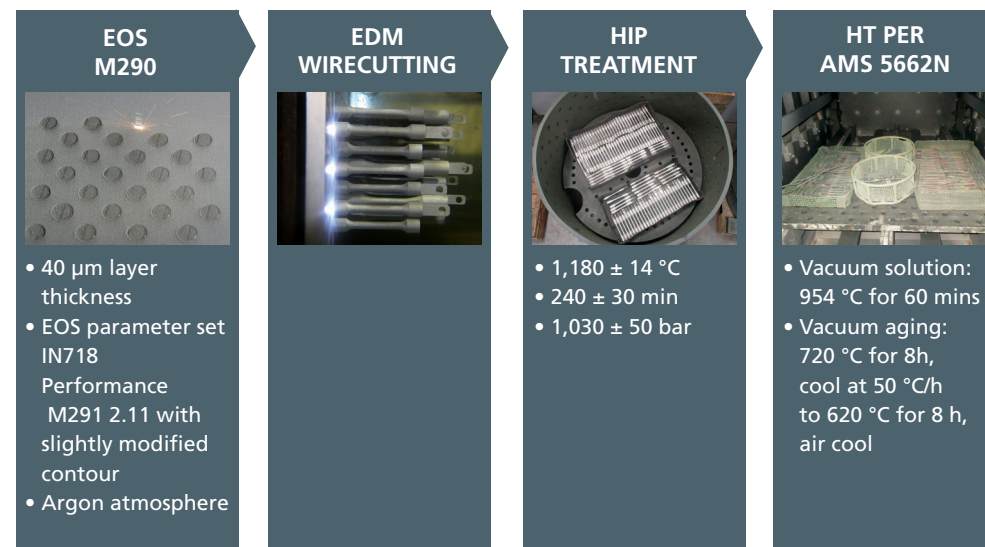 EOS
M290
• 40 µm layer
thickness
• EOS parameter set
IN718
Performance
M291 2.11 with
slightly modified
contour
• Argon atmosphere
EDM
WIRECUTTING
HIP
TREATMENT
• 1,180 ± 14 °C
• 240 ± 30 min
• 1,030 ± 50 bar
HT PER
AMS 5662N
• Vacuum solution:
954 °C for 60 mins
• Vacuum aging:
720 °C for 8h,
cool at 50 °C/h
to 620 °C for 8 h,
air cool